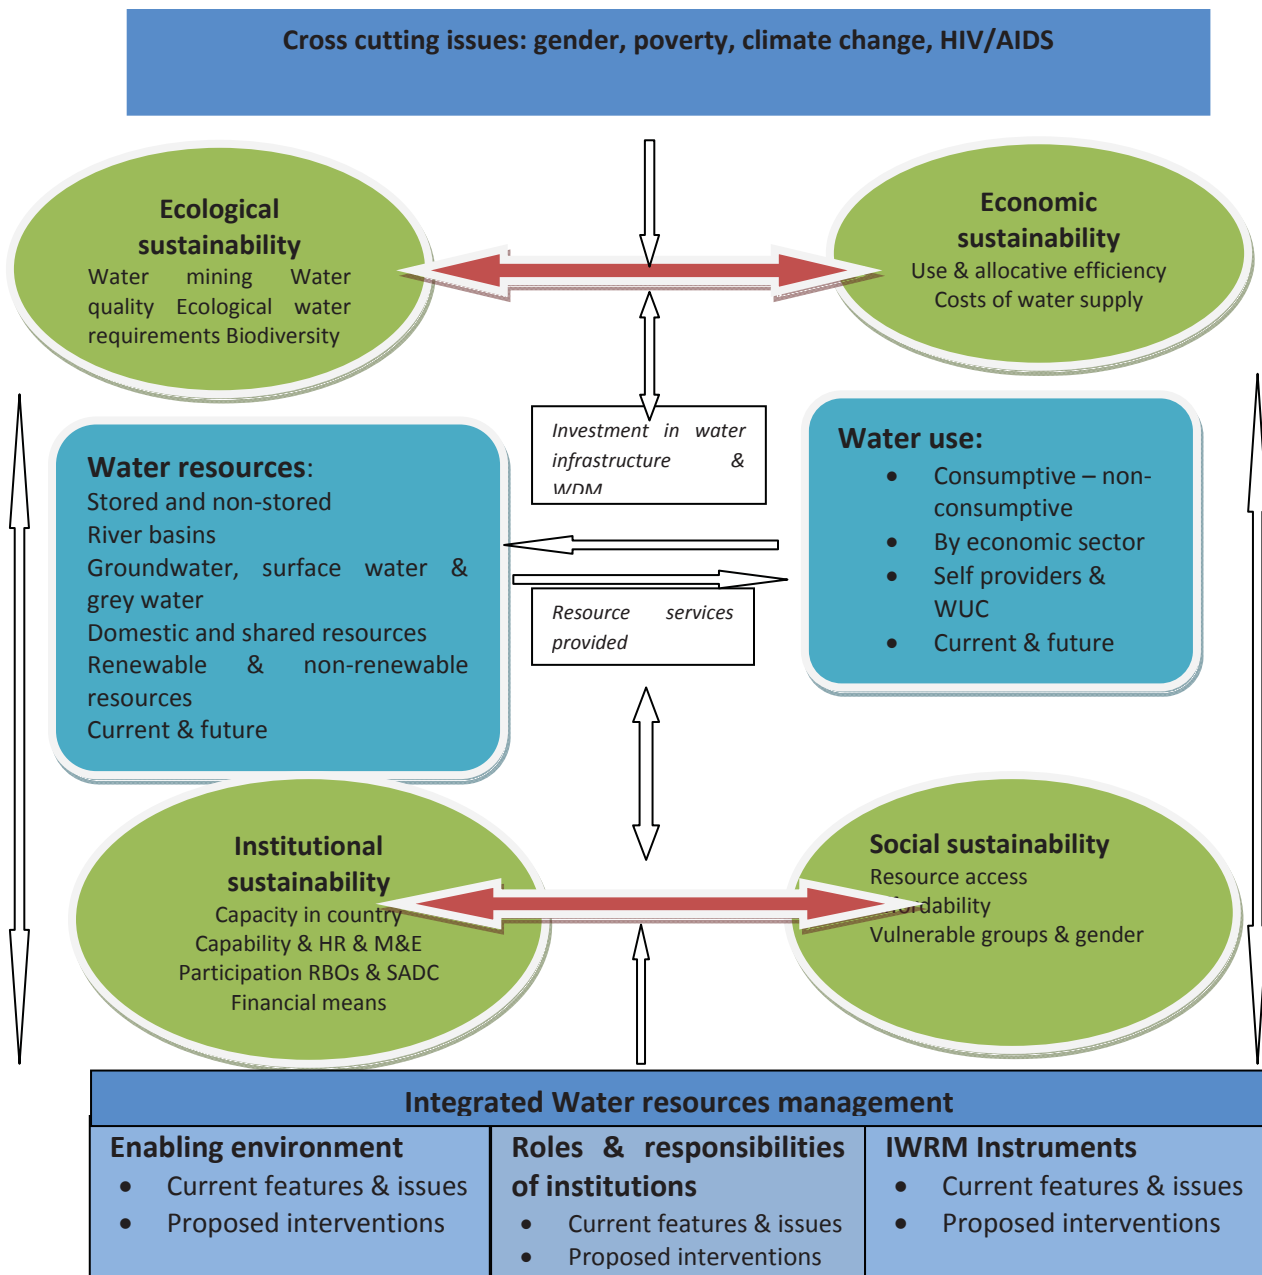 Cross cutting issues: gender, poverty, climate change, HIV/AIDS
Ecological
sustainability
Water mining Water
quality Ecological water
requirements Biodiversity
Economic
sustainability
Use & allocative efficiency
Costs of water supply
Investment in water
infrastructure &
WDM
Water resources:
Stored and non-stored
River basins
Groundwater, surface water &
grey water
Domestic and shared resources
Renewable & non-renewable
resources
Current & future
Water use:
• Consumptive – non-
consumptive
• By economic sector
• Self providers &
WUC
• Current & future
Resource services
provided
Institutional
sustainability
Capacity in country
Capability & HR & M&E
Participation RBOs & SADC
Financial means
Social sustainability
Resource access
fordability
Vulnerable groups & gender
Integrated Water resources management
Enabling environment
• Current features & issues
• Proposed interventions
Roles & responsibilities
of institutions
• Current features & issues
• Proposed interventions
IWRM Instruments
• Current features & issues
• Proposed interventions